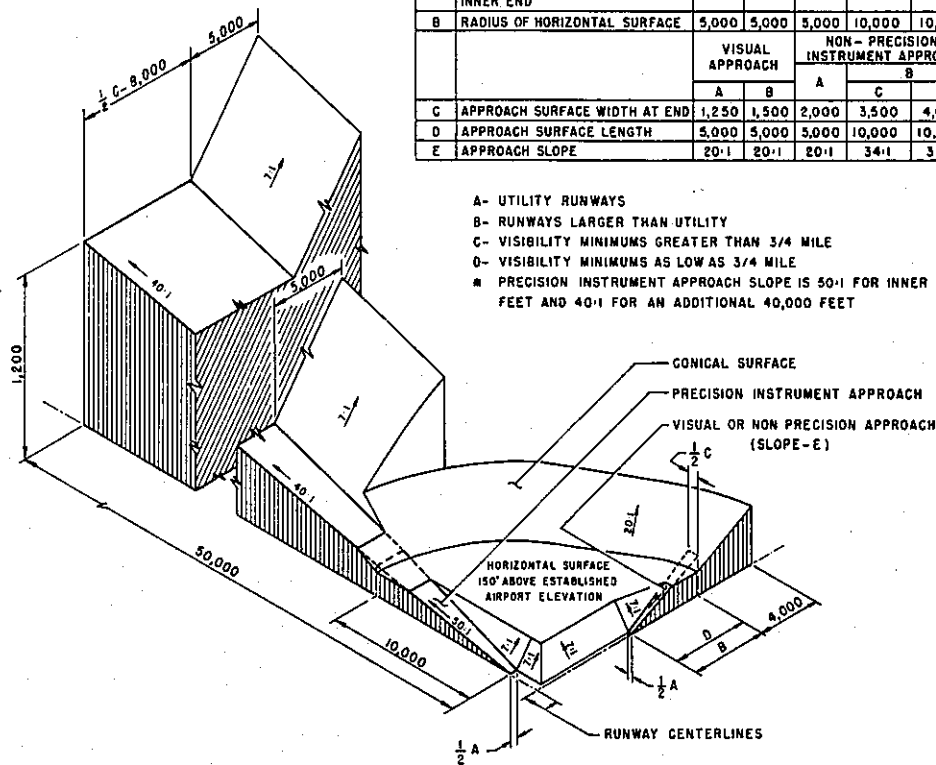 INNER END
B RADIUS OF HORIZONTAL SURFACE 5,000 5,000 5,000 10,000 10,
VISUAL APPROACH
NON-PRECISION INSTRUMENT APPRO
A B A B
C
C APPROACH SURFACE WIDTH AT END 1,250 1,500 2,000 3,500 4,
D APPROACH SURFACE LENGTH 5,000 5,000 5,000 10,000 10,
E APPROACH SLOPE 20:1 20:1 20:1 34:1 3
A- UTILITY RUNWAYS
B- RUNWAYS LARGER THAN UTILITY
C- VISIBILITY MINIMUMS GREATER THAN 3/4 MILE
D- VISIBILITY MINIMUMS AS LOW AS 3/4 MILE
* PRECISION INSTRUMENT APPROACH SLOPE IS 50:1 FOR INNER
FEET AND 40:1 FOR AN ADDITIONAL 40,000 FEET
5,000
½ C-8,000
7:1
40:1
5,000
1,200
7:1
CONICAL SURFACE
PRECISION INSTRUMENT APPROACH
VISUAL OR NON PRECISION APPROACH
(SLOPE-E)
½ C
40:1
20:1
50,000
HORIZONTAL SURFACE
150' ABOVE ESTABLISHED
AIRPORT ELEVATION
7:1
50:1
7:1
7:1
7:1
10,000
4,000
D
B
½ A
RUNWAY CENTERLINES
½ A